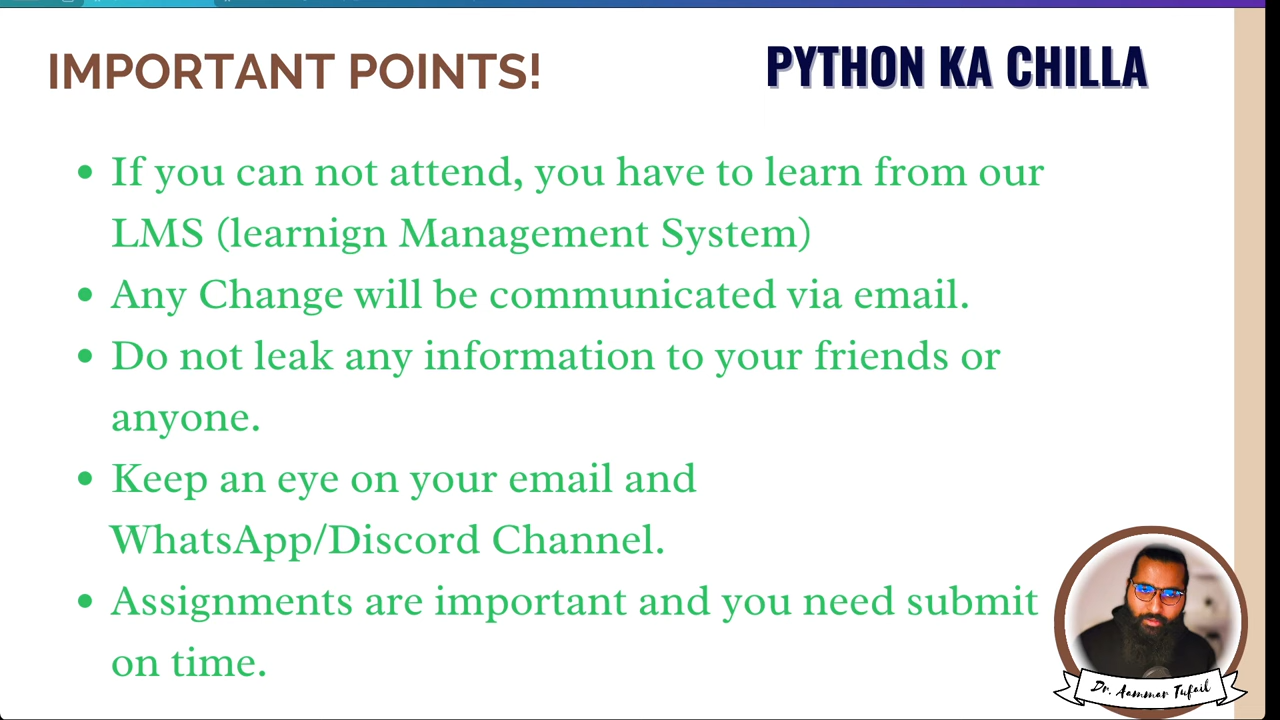 IMPORTANT POINTS!
PYTHON KA CHILLA
• If you can not attend, you have to learn from our
LMS (learnign Management System)
• Any Change will be communicated via email.
• Do not leak any information to your friends or
anyone.
• Keep an eye on your email and
WhatsApp/Discord Channel.
• Assignments are important and you need submit
on time.
Dr. Aammar Tufail